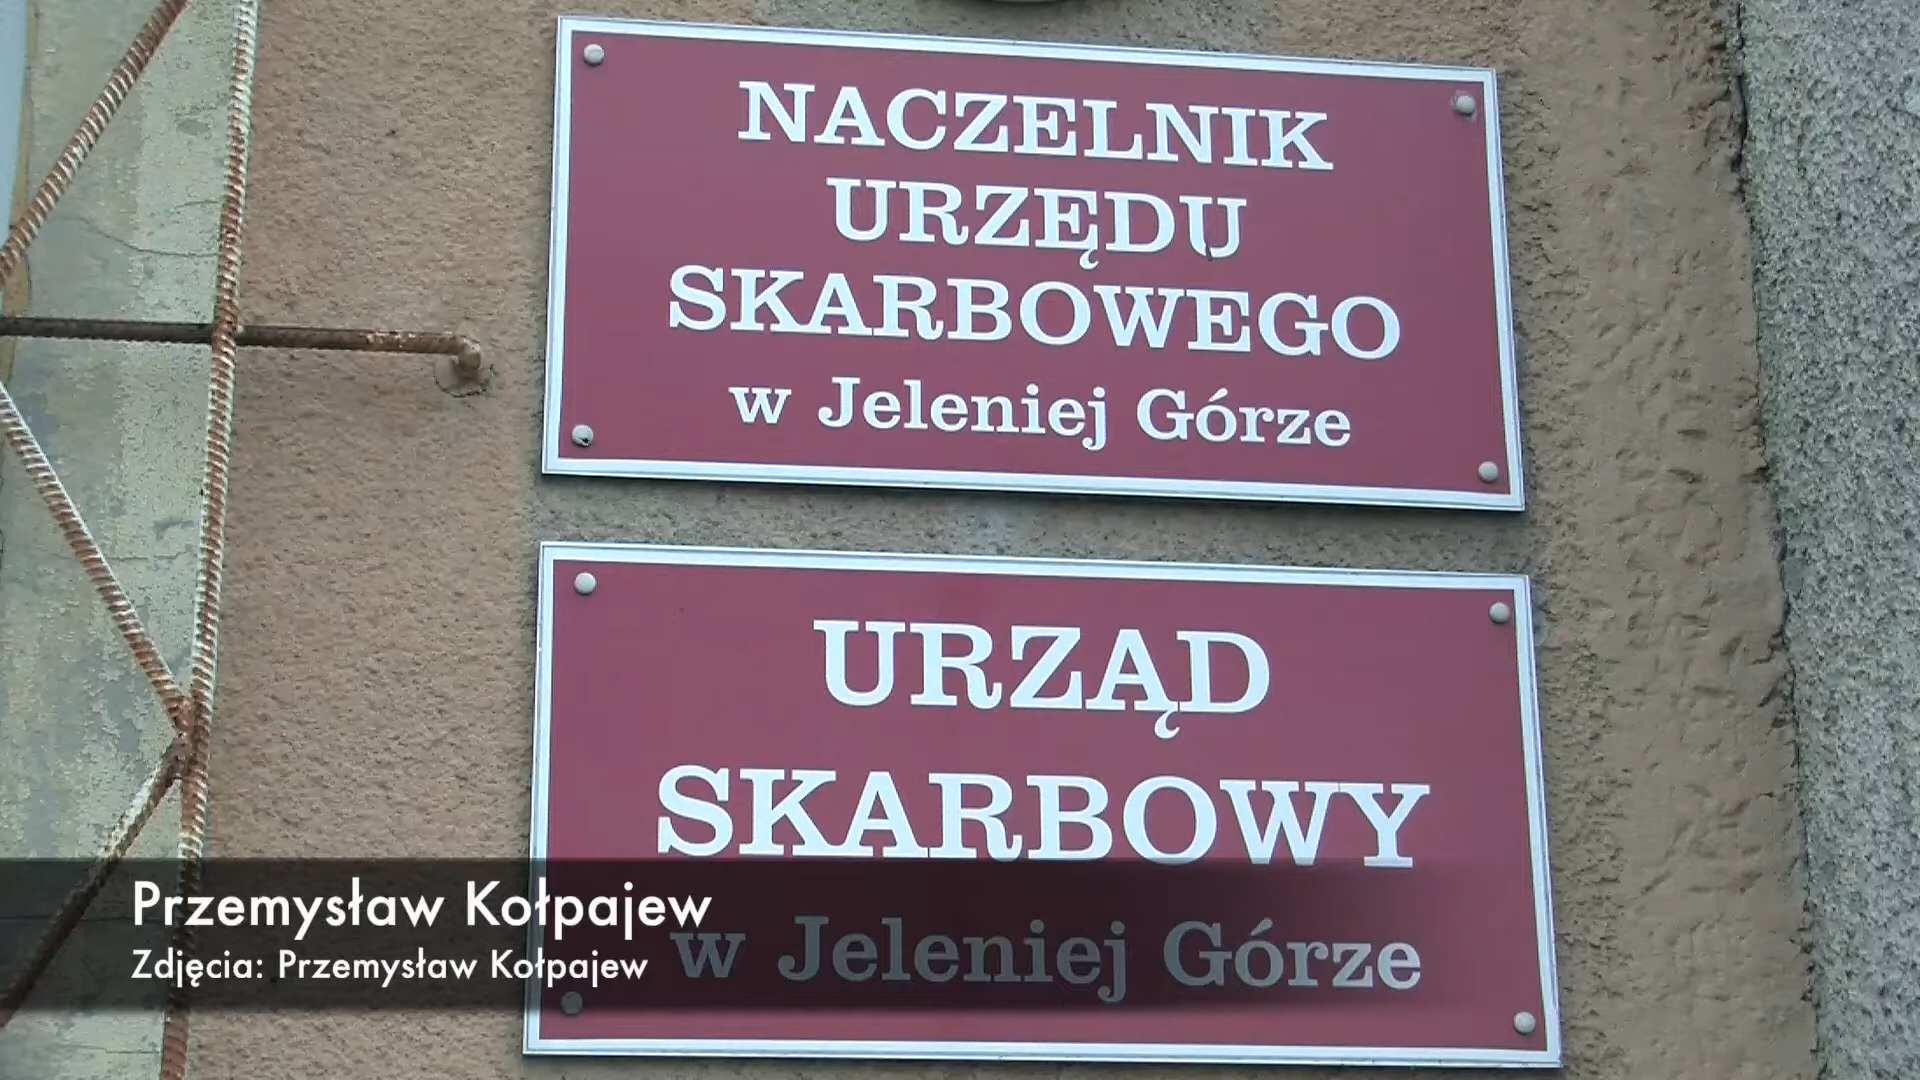 NACZELNIK
URZĘDU
SKARBOWEGO
w Jeleniej Górze
URZĄD
SKARBOWY
w Jeleniej Górze
Przemysław Kołpajew
Zdjęcia: Przemysław Kołpajew